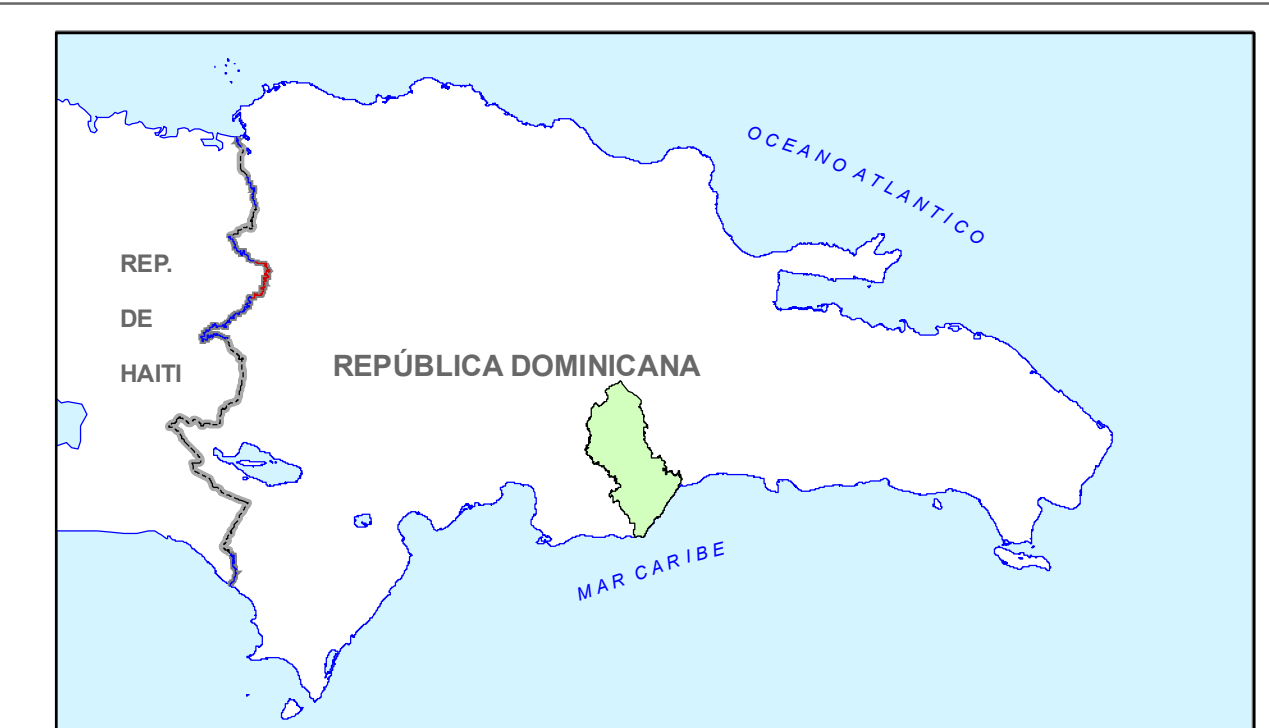 OCEANO ATLANTICO
REP.
DE
HAITI
REPÚBLICA DOMINICANA
MAR CARIBE